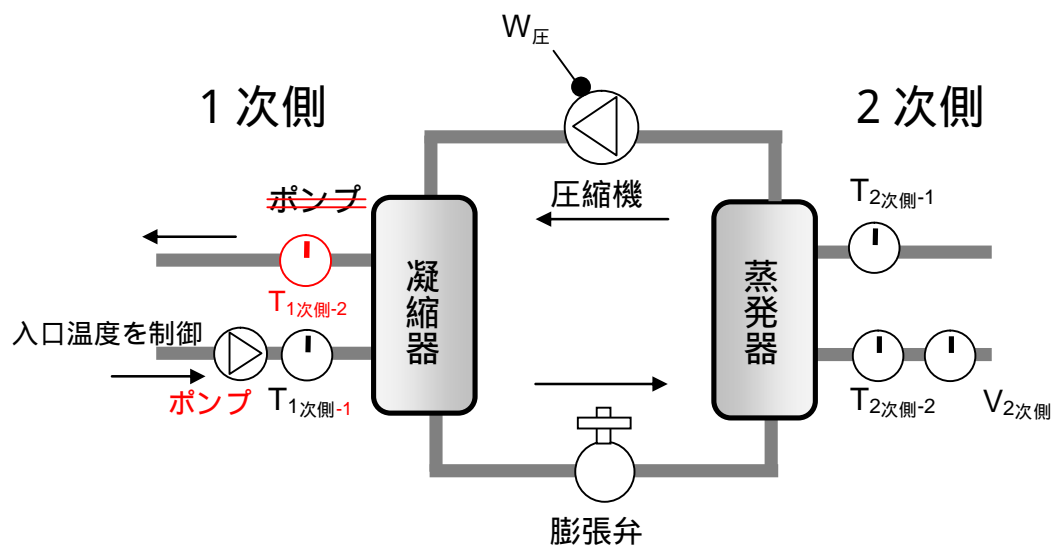 W圧
1 次側
2 次側
ポンプ
圧縮機
T2次側-1
凝縮器
蒸発器
T1次側-2
入口温度を制御
ポンプ
T1次側-1
T2次側-2
V2次側
膨張弁